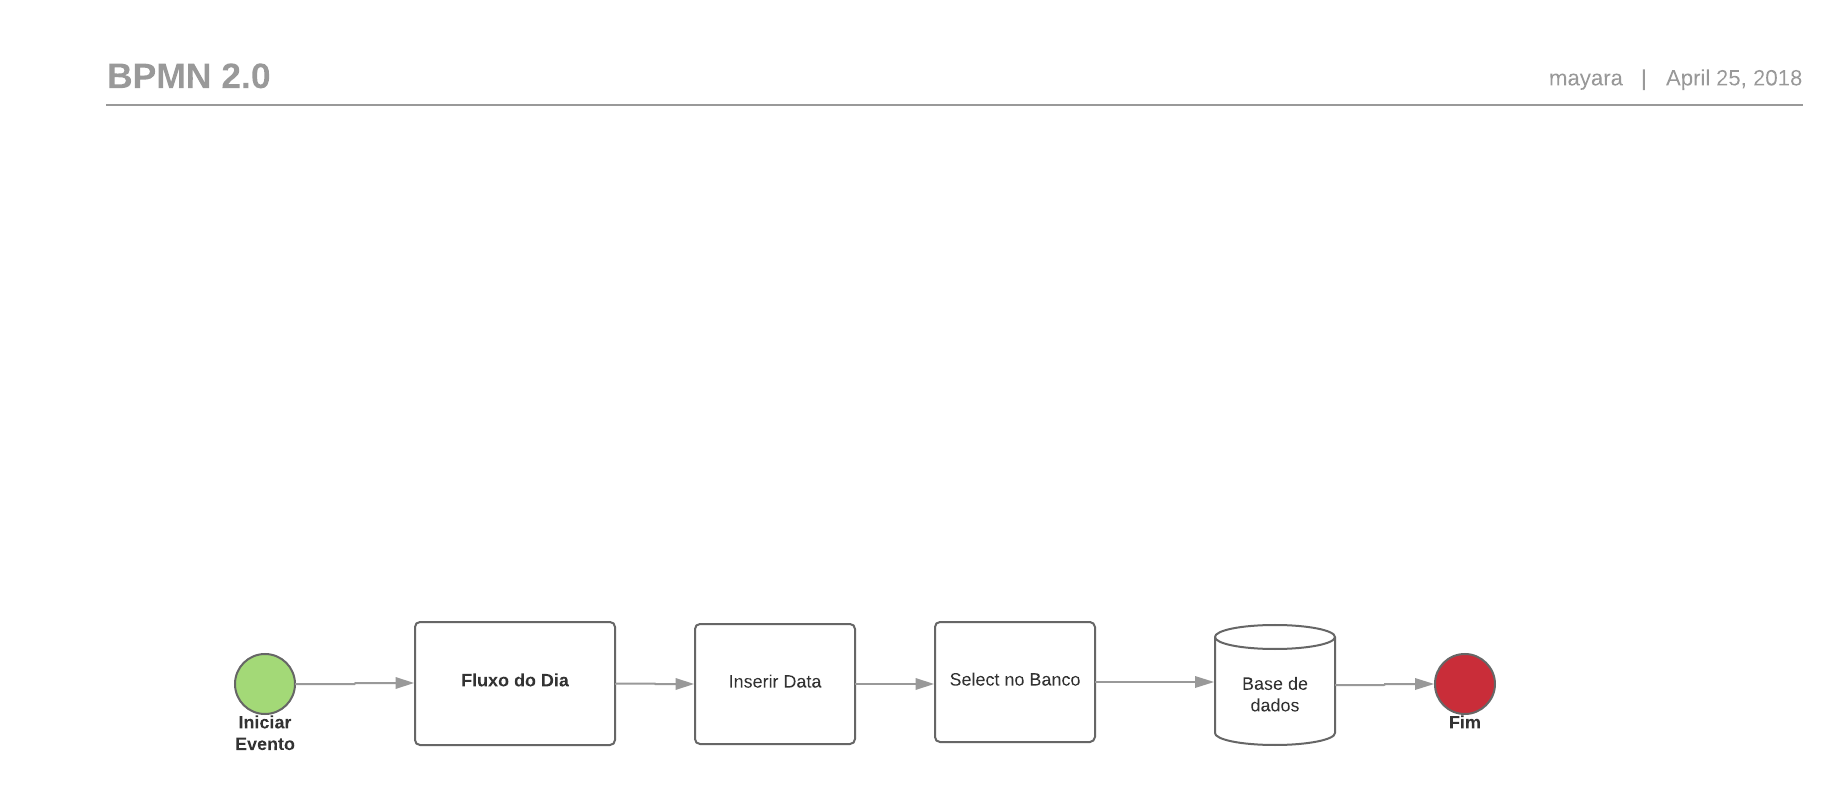 BPMN 2.0
mayara | April 25, 2018
Fluxo do Dia
Inserir Data
Select no Banco
Base de
dados
Iniciar
Evento
Fim